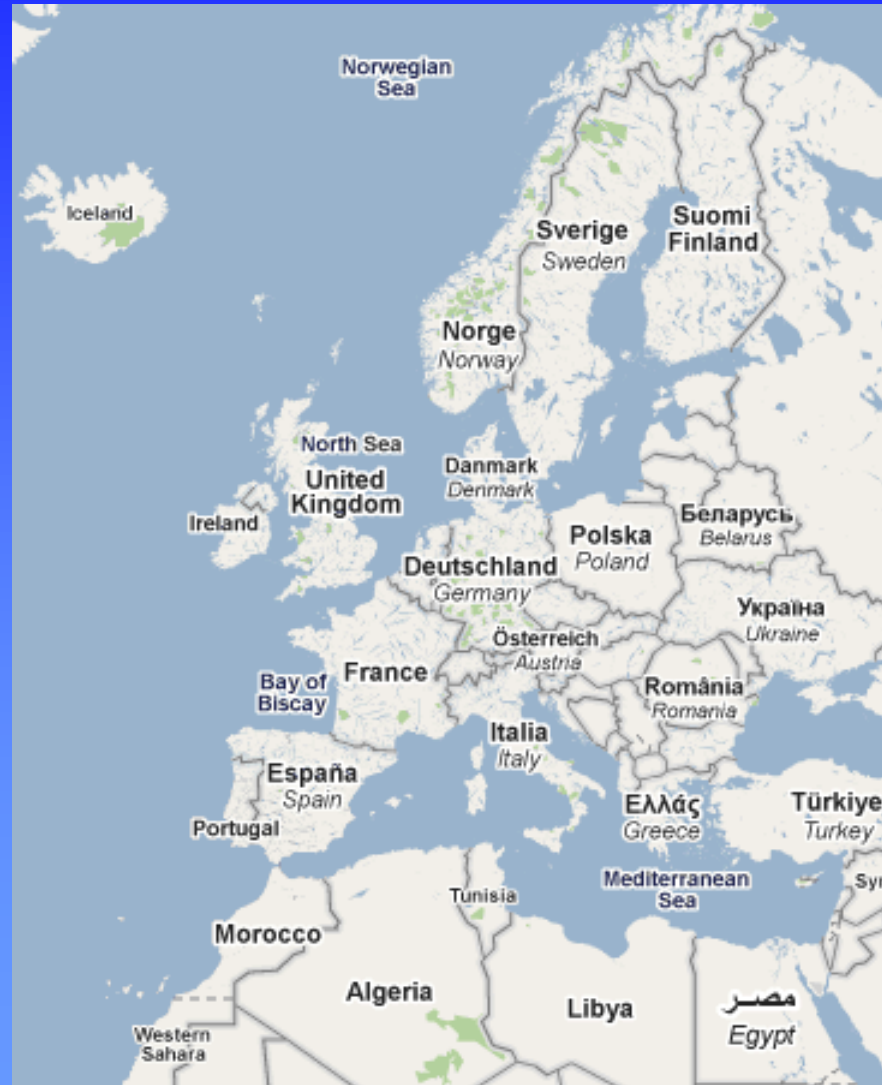 Norwegian
Sea
Iceland
Sverige
Sweden
Suomi
Finland
Norge
Norway
North Sea
United
Kingdom
Ireland
Danmark
Denmark
Polska
Poland
Беларусь
Belarus
Deutschland
Germany
Україна
Ukraine
Österreich
Austria
France
Bay of
Biscay
România
Romania
Italia
Italy
España
Spain
Portugal
Ελλάς
Greece
Türkiye
Turkey
Mediterranean
Sea
Syr
Tunisia
Morocco
Algeria
Libya
مصر
Egypt
Western
Sahara